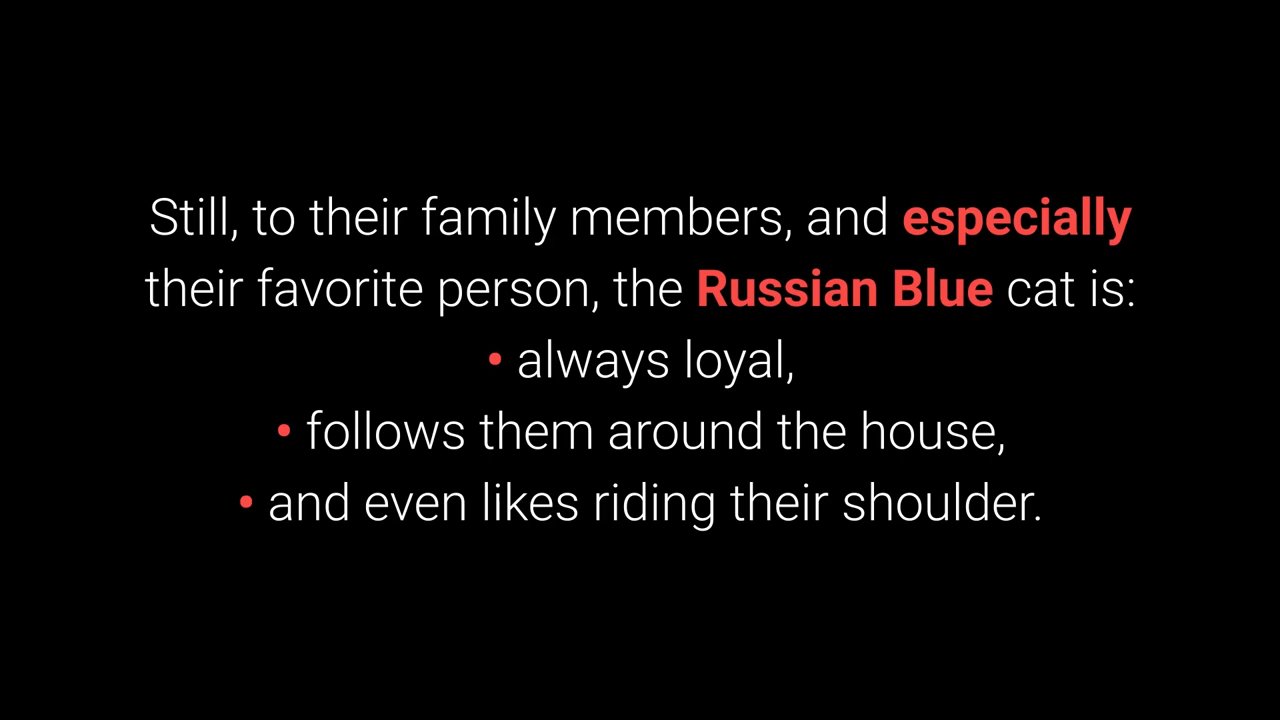 Still, to their family members, and especially
their favorite person, the Russian Blue cat is:
• always loyal,
• follows them around the house,
• and even likes riding their shoulder.